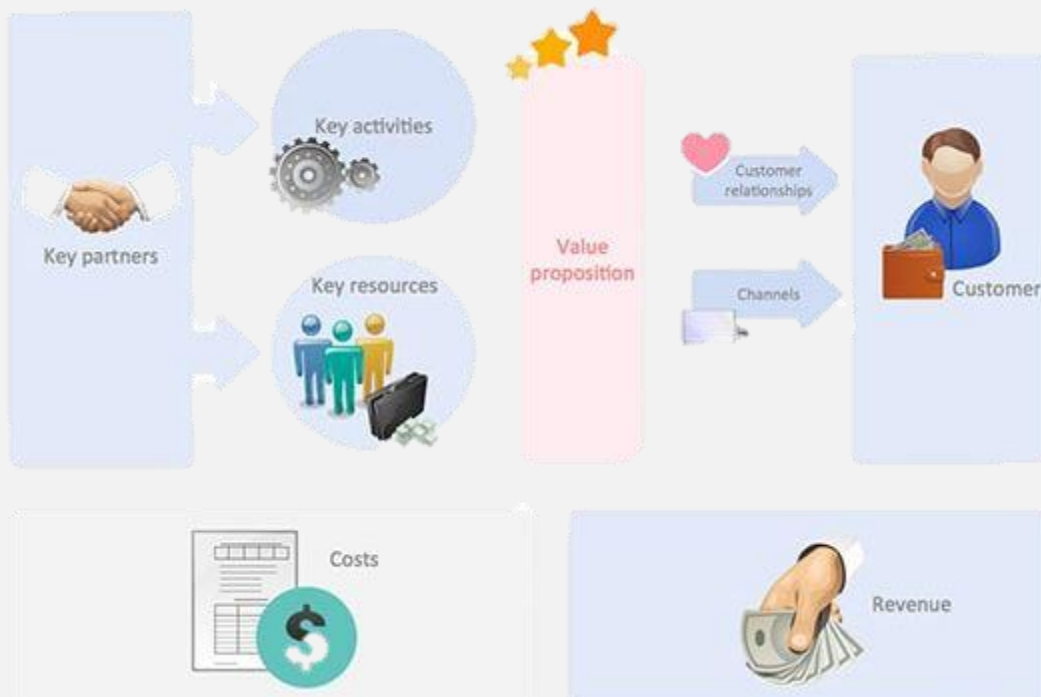 Key activities
Key partners
Key resources
Value
proposition
Customer
relationships
Channels
Customer
Costs
Revenue